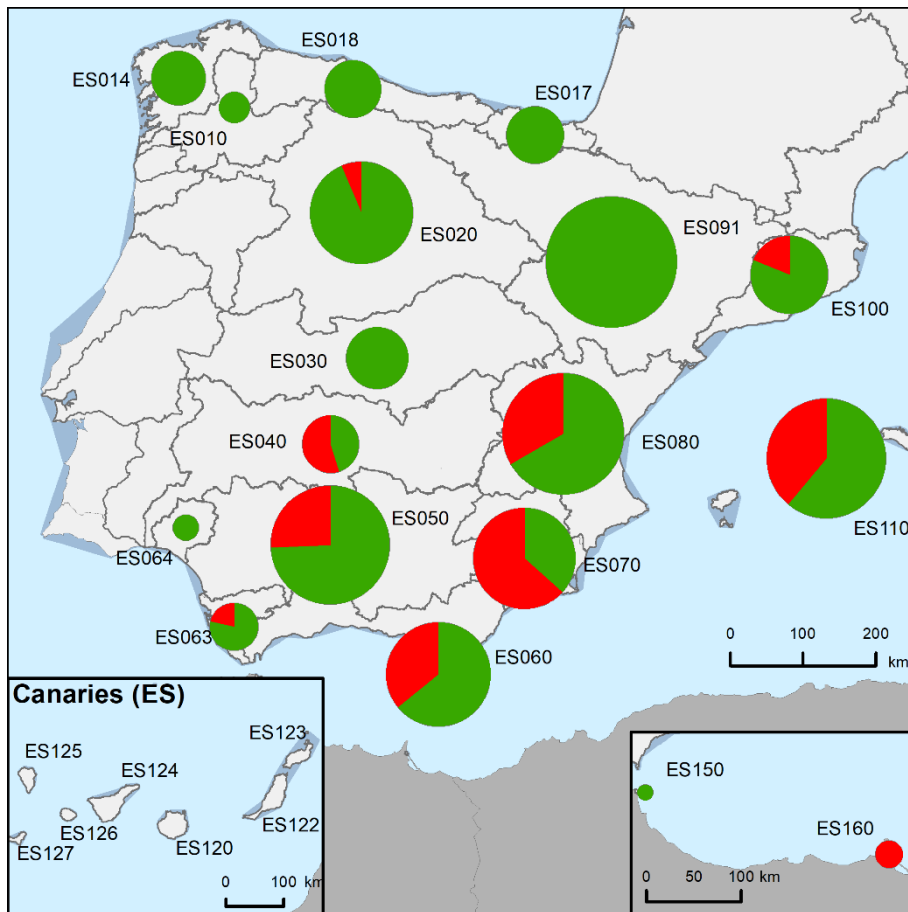 ES018
ES014
ES017
ES010
ES091
ES020
ES100
ES030
ES040
ES080
ES050
ES110
ES064
ES070
ES063
ES060
0 100 200
km
Canaries (ES)
ES123
ES125
ES124
ES126
ES122
ES120
ES127
0 100 km
ES150
ES160
0 50 100
km